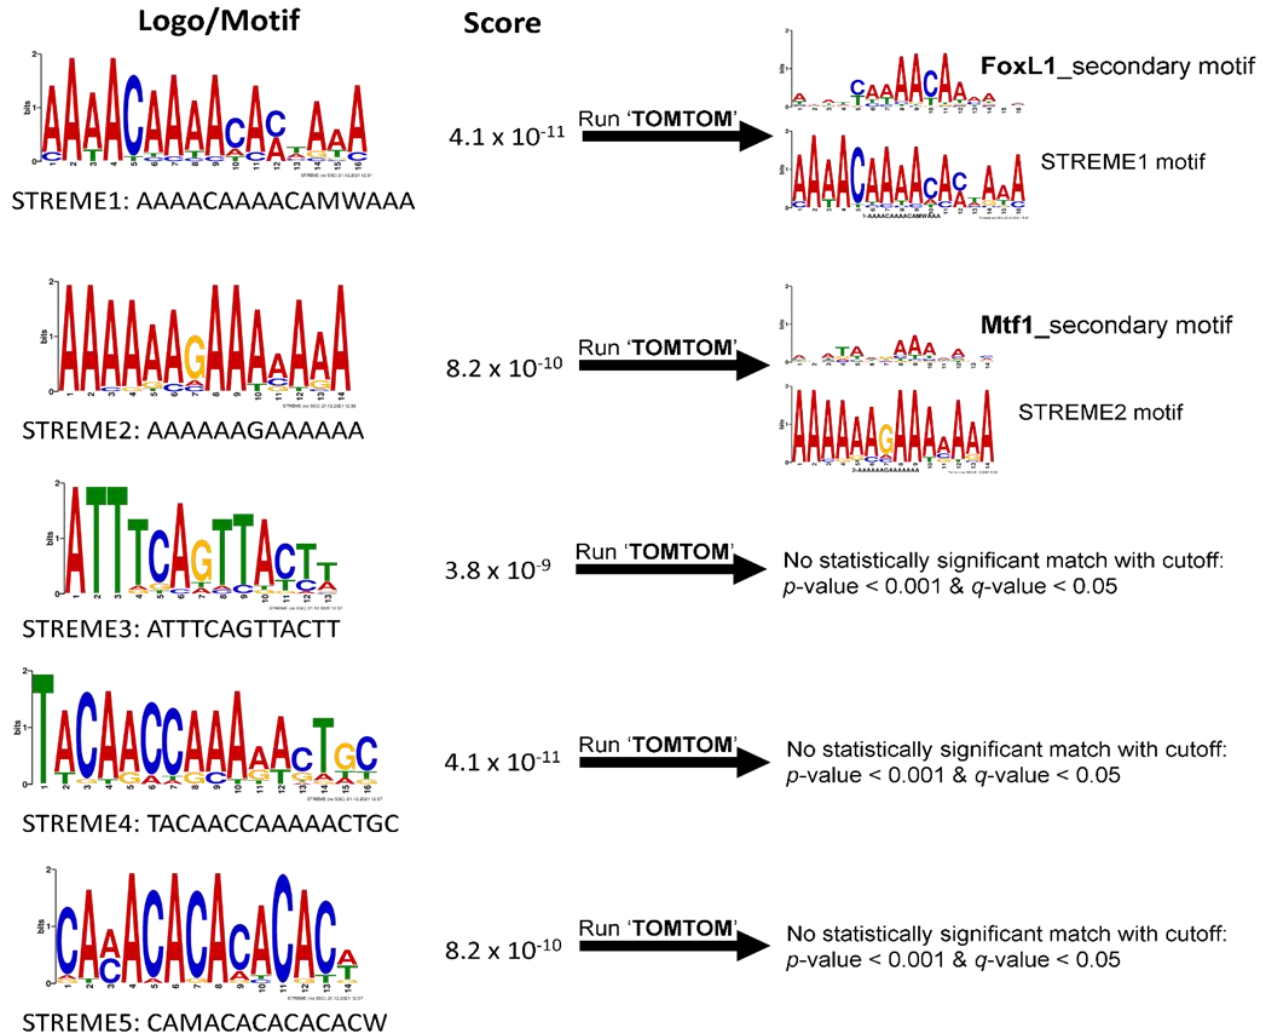 Logo/Motif
Score
4.1 x 10-11
Run ‘TOMTOM’
FoxL1_secondary motif
STREME1 motif
STREME1: AAAACAAAACAMWAAA
8.2 x 10-10
Run ‘TOMTOM’
Mtf1_secondary motif
STREME2 motif
STREME2: AAAAAAGAAAAAA
3.8 x 10-9
Run ‘TOMTOM’
No statistically significant match with cutoff:
p-value < 0.001 & q-value < 0.05
STREME3: ATTTCAGTTACTT
4.1 x 10-11
Run ‘TOMTOM’
No statistically significant match with cutoff:
p-value < 0.001 & q-value < 0.05
STREME4: TACAACCAAAAACTGC
8.2 x 10-10
Run ‘TOMTOM’
No statistically significant match with cutoff:
p-value < 0.001 & q-value < 0.05
STREME5: CAMACACACACACW